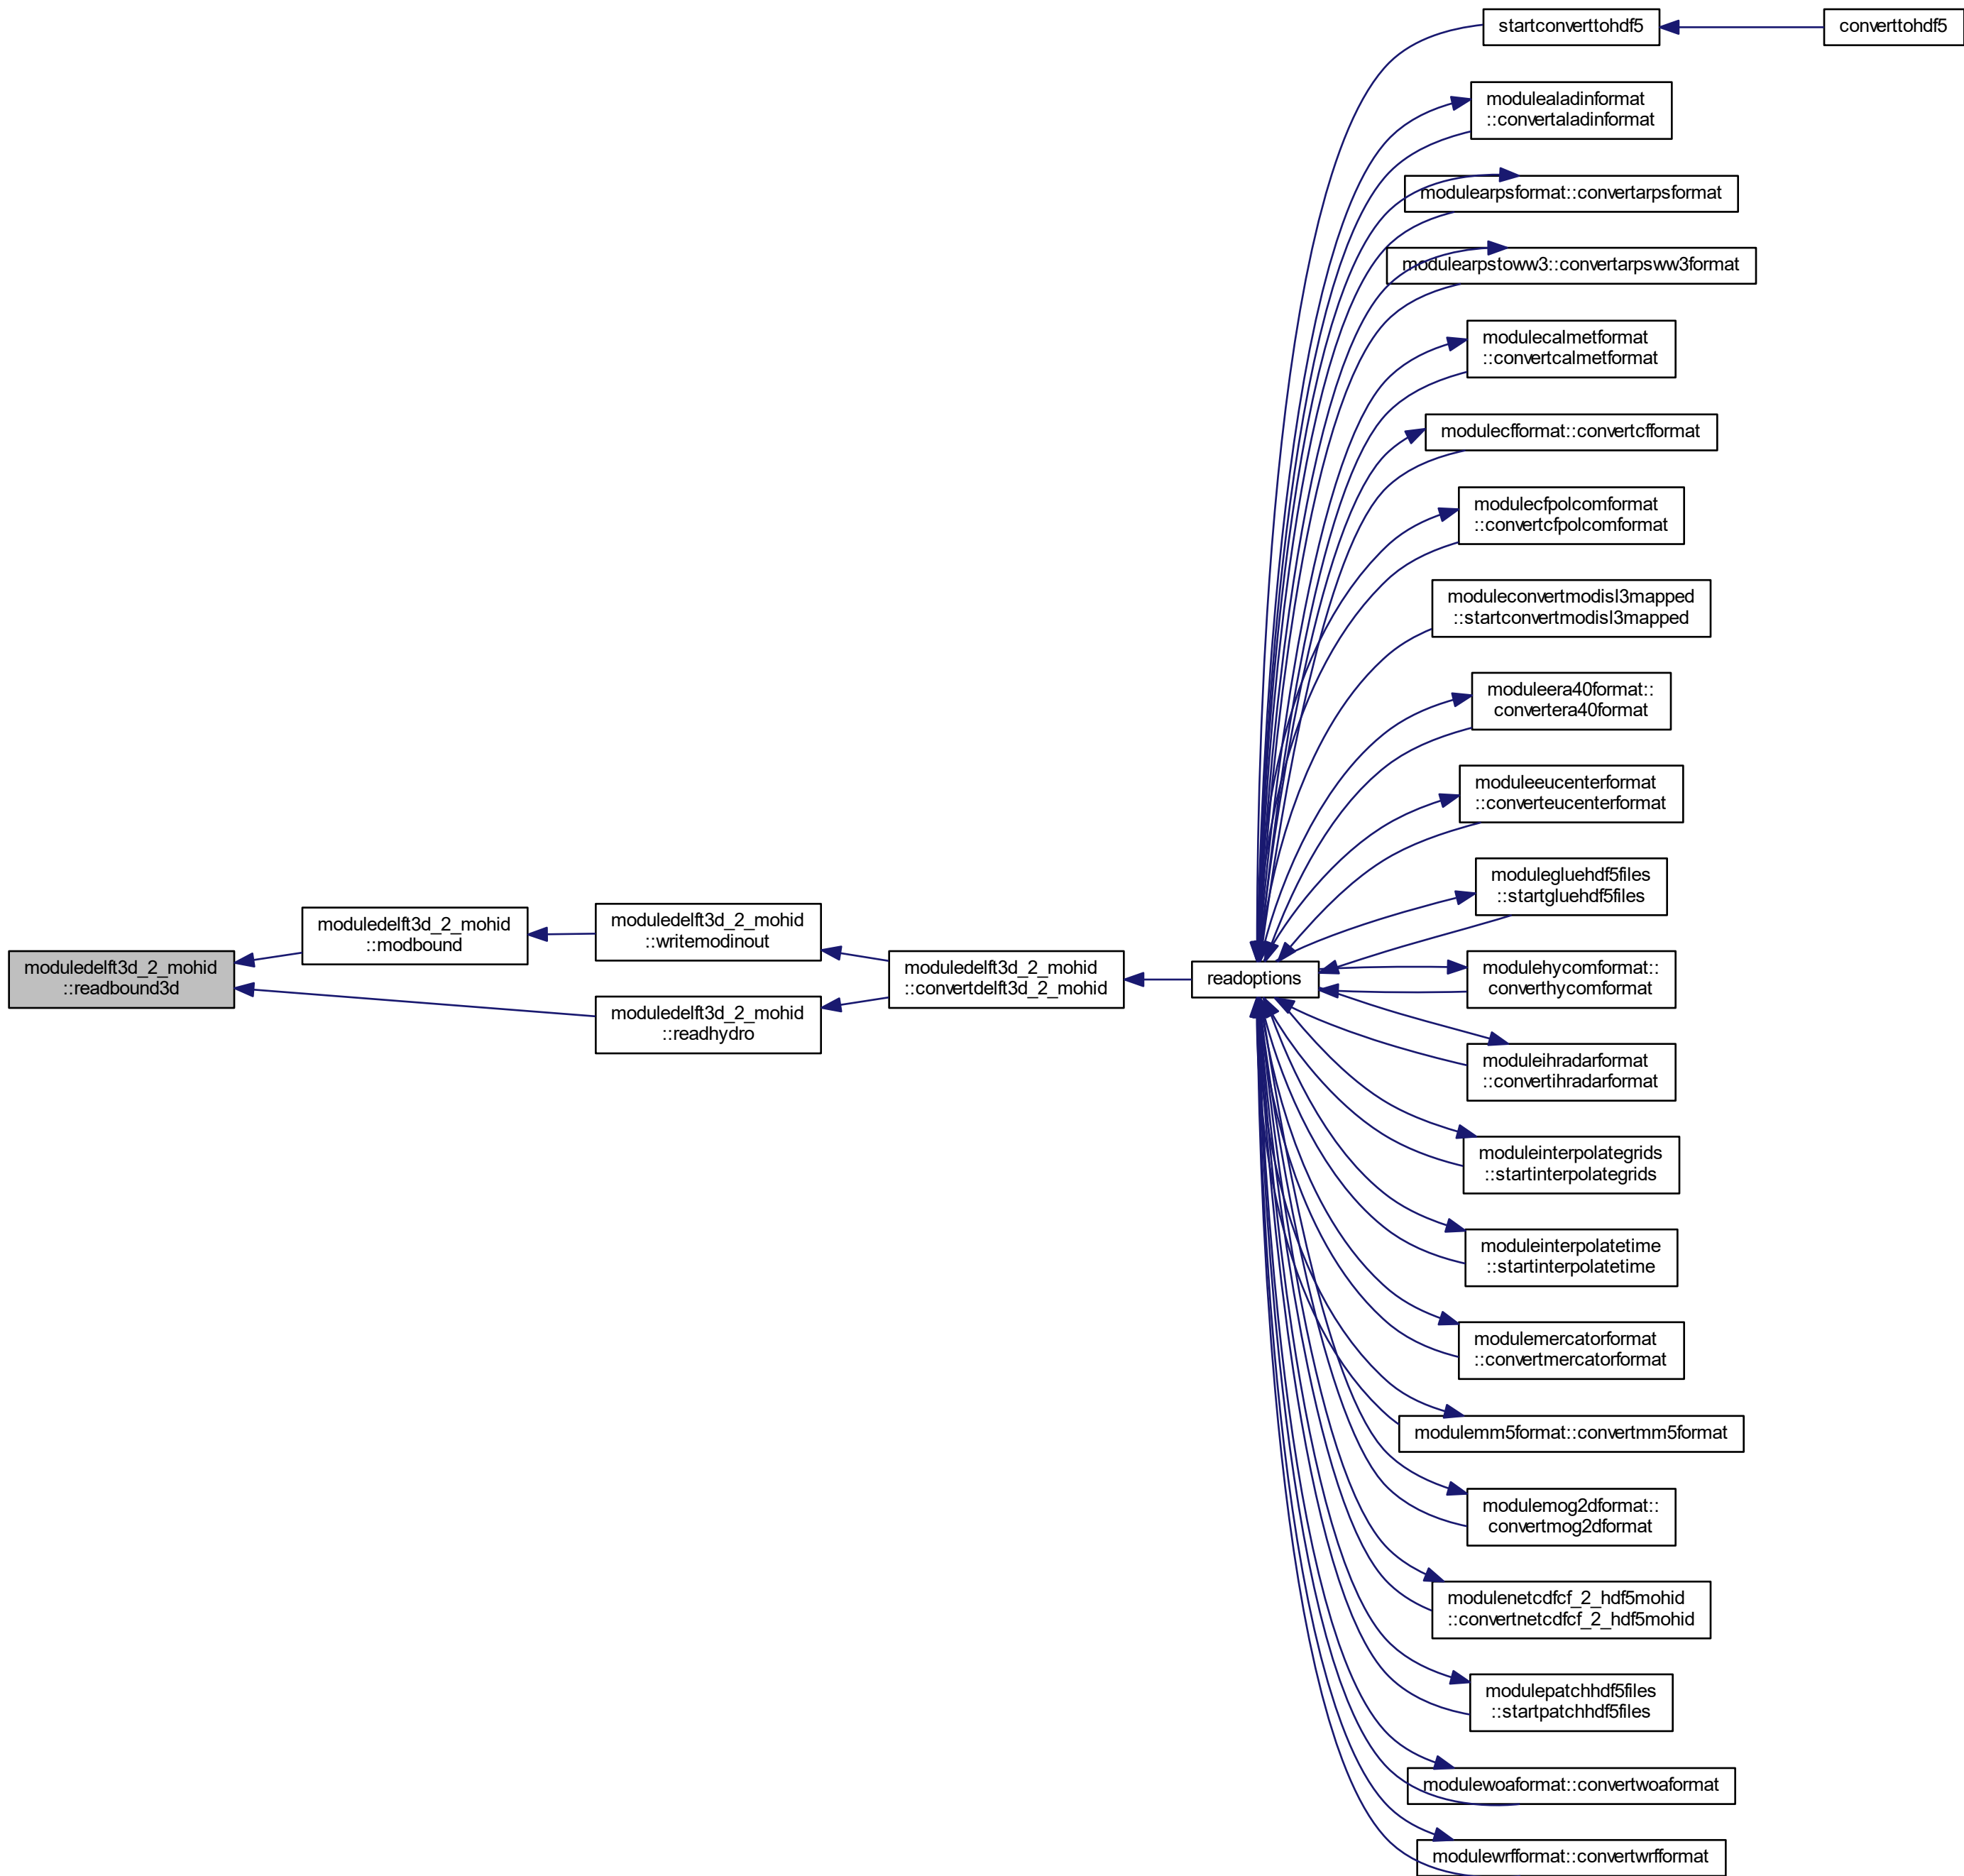 startconverttohdf5
converttohdf5
modulealadinformat
::convertaladinformat
modulearpsformat::convertarpsformat
modulearpstoww3::convertarpsww3format
modulecalmetformat
::convertcalmetformat
modulecfformat::convertcfformat
modulecfpolcomformat
::convertcfpolcomformat
moduleconvertmodisl3mapped
::startconvertmodisl3mapped
moduleera40format::
convertera40format
moduleeucenterformat
::converteucenterformat
modulegluehdf5files
::startgluehdf5files
moduledelft3d_2_mohid
::readbound3d
moduledelft3d_2_mohid
::modbound
moduledelft3d_2_mohid
::writemodinout
moduledelft3d_2_mohid
::readhydro
moduledelft3d_2_mohid
::convertdelft3d_2_mohid
readoptions
modulehycomformat::
converthycomformat
moduleihradarformat
::convertihradarformat
moduleinterpolategrids
::startinterpolategrids
moduleinterpolatetime
::startinterpolatetime
modulemercatorformat
::convertmercatorformat
modulemm5format::convertmm5format
modulemog2dformat::
convertmog2dformat
modulenetcdfcf_2_hdf5mohid
::convertnetcdfcf_2_hdf5mohid
modulepatchhdf5files
::startpatchhdf5files
modulewoaformat::convertwoaformat
modulewrfformat::convertwrfformat